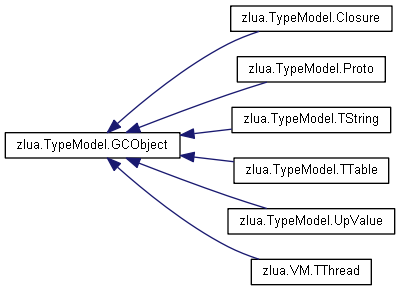 zlua.TypeModel.Closure
zlua.TypeModel.Proto
zlua.TypeModel.TString
zlua.TypeModel.GCObject
zlua.TypeModel.TTable
zlua.TypeModel.UpValue
zlua.VM.TThread